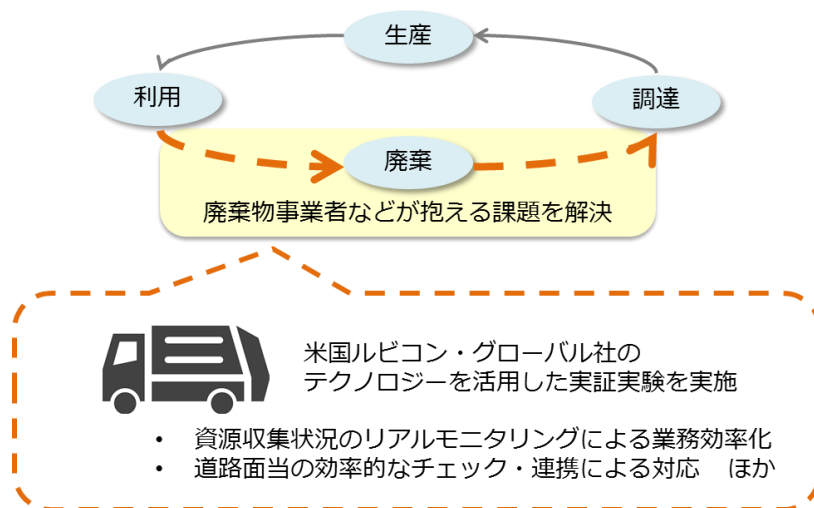 生産
利用
調達
廃棄
廃棄物事業者などが抱える課題を解決
米国ルビコン・グローバル社の
テクノロジーを活用した実証実験を実施
• 資源収集状況のリアルモニタリングによる業務効率化
• 道路面当の効率的なチェック・連携による対応　ほか